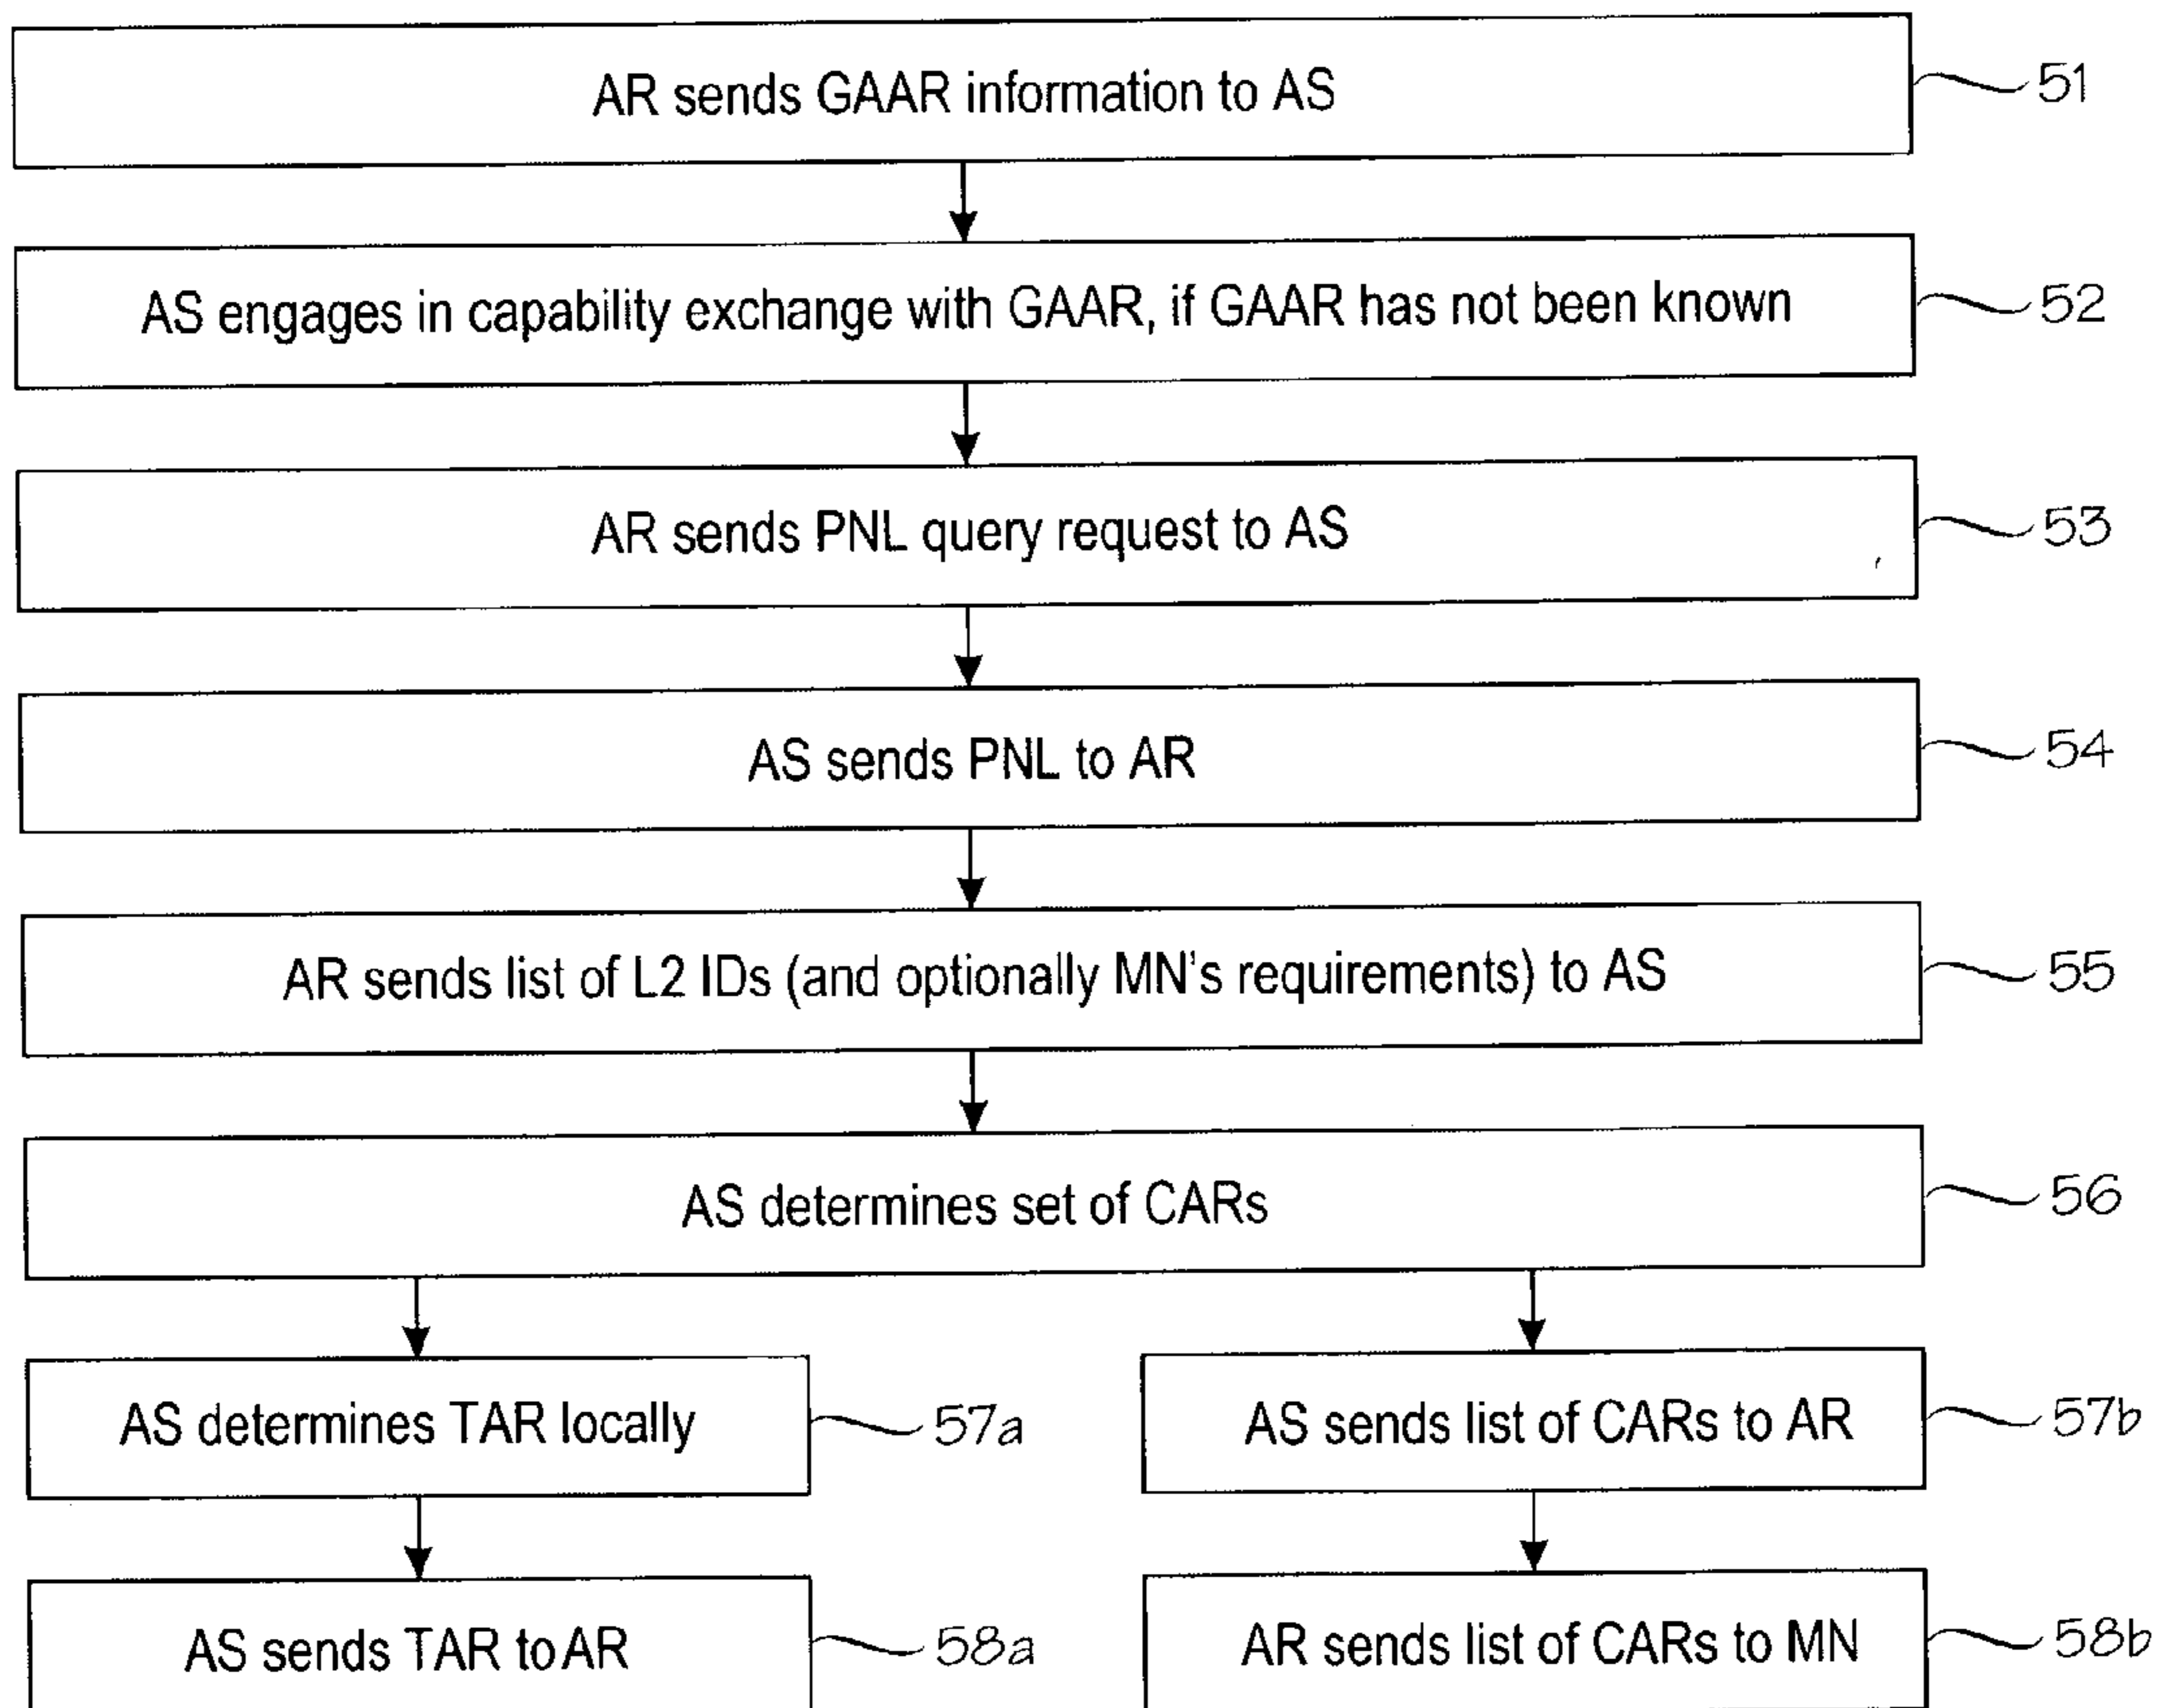 AR sends GAAR information to AS 51
AS engages in capability exchange with GAAR, if GAAR has not been known 52
AR sends PNL query request to AS 53
AS sends PNL to AR 54
AR sends list of L2 IDs (and optionally MN's requirements) to AS 55
AS determines set of CARs 56
AS determines TAR locally 57a
AS sends list of CARs to AR 57b
AS sends TAR to AR 58a
AR sends list of CARs to MN 58b